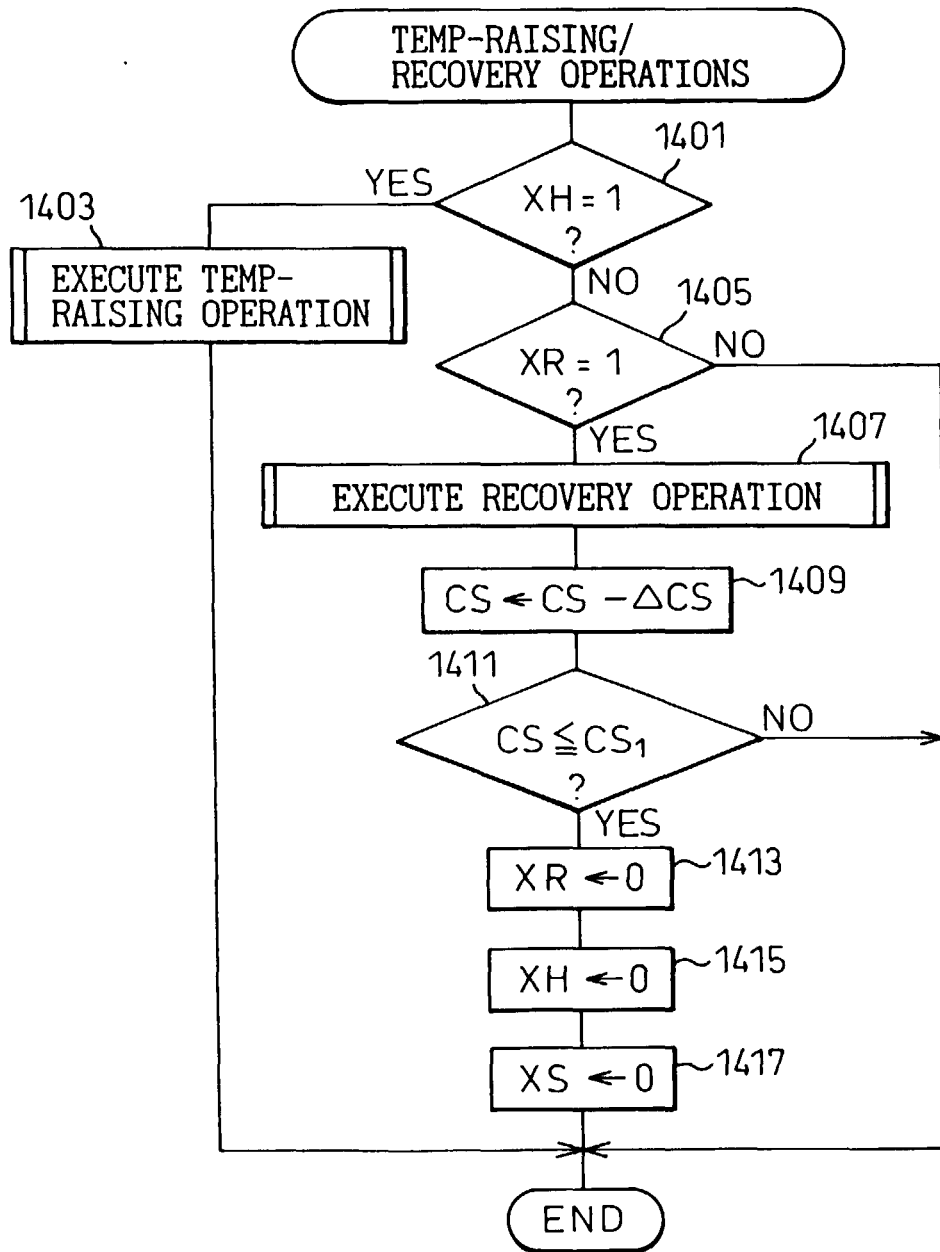 TEMP-RAISING/
RECOVERY OPERATIONS
1401
YES
XH = 1
?
1403
NO
EXECUTE TEMP-
RAISING OPERATION
1405
NO
XR = 1
?
YES
1407
EXECUTE RECOVERY OPERATION
CS ← CS - △CS
1409
1411
NO
CS ≦ CS₁
?
YES
XR ← 0
1413
XH ← 0
1415
XS ← 0
1417
END